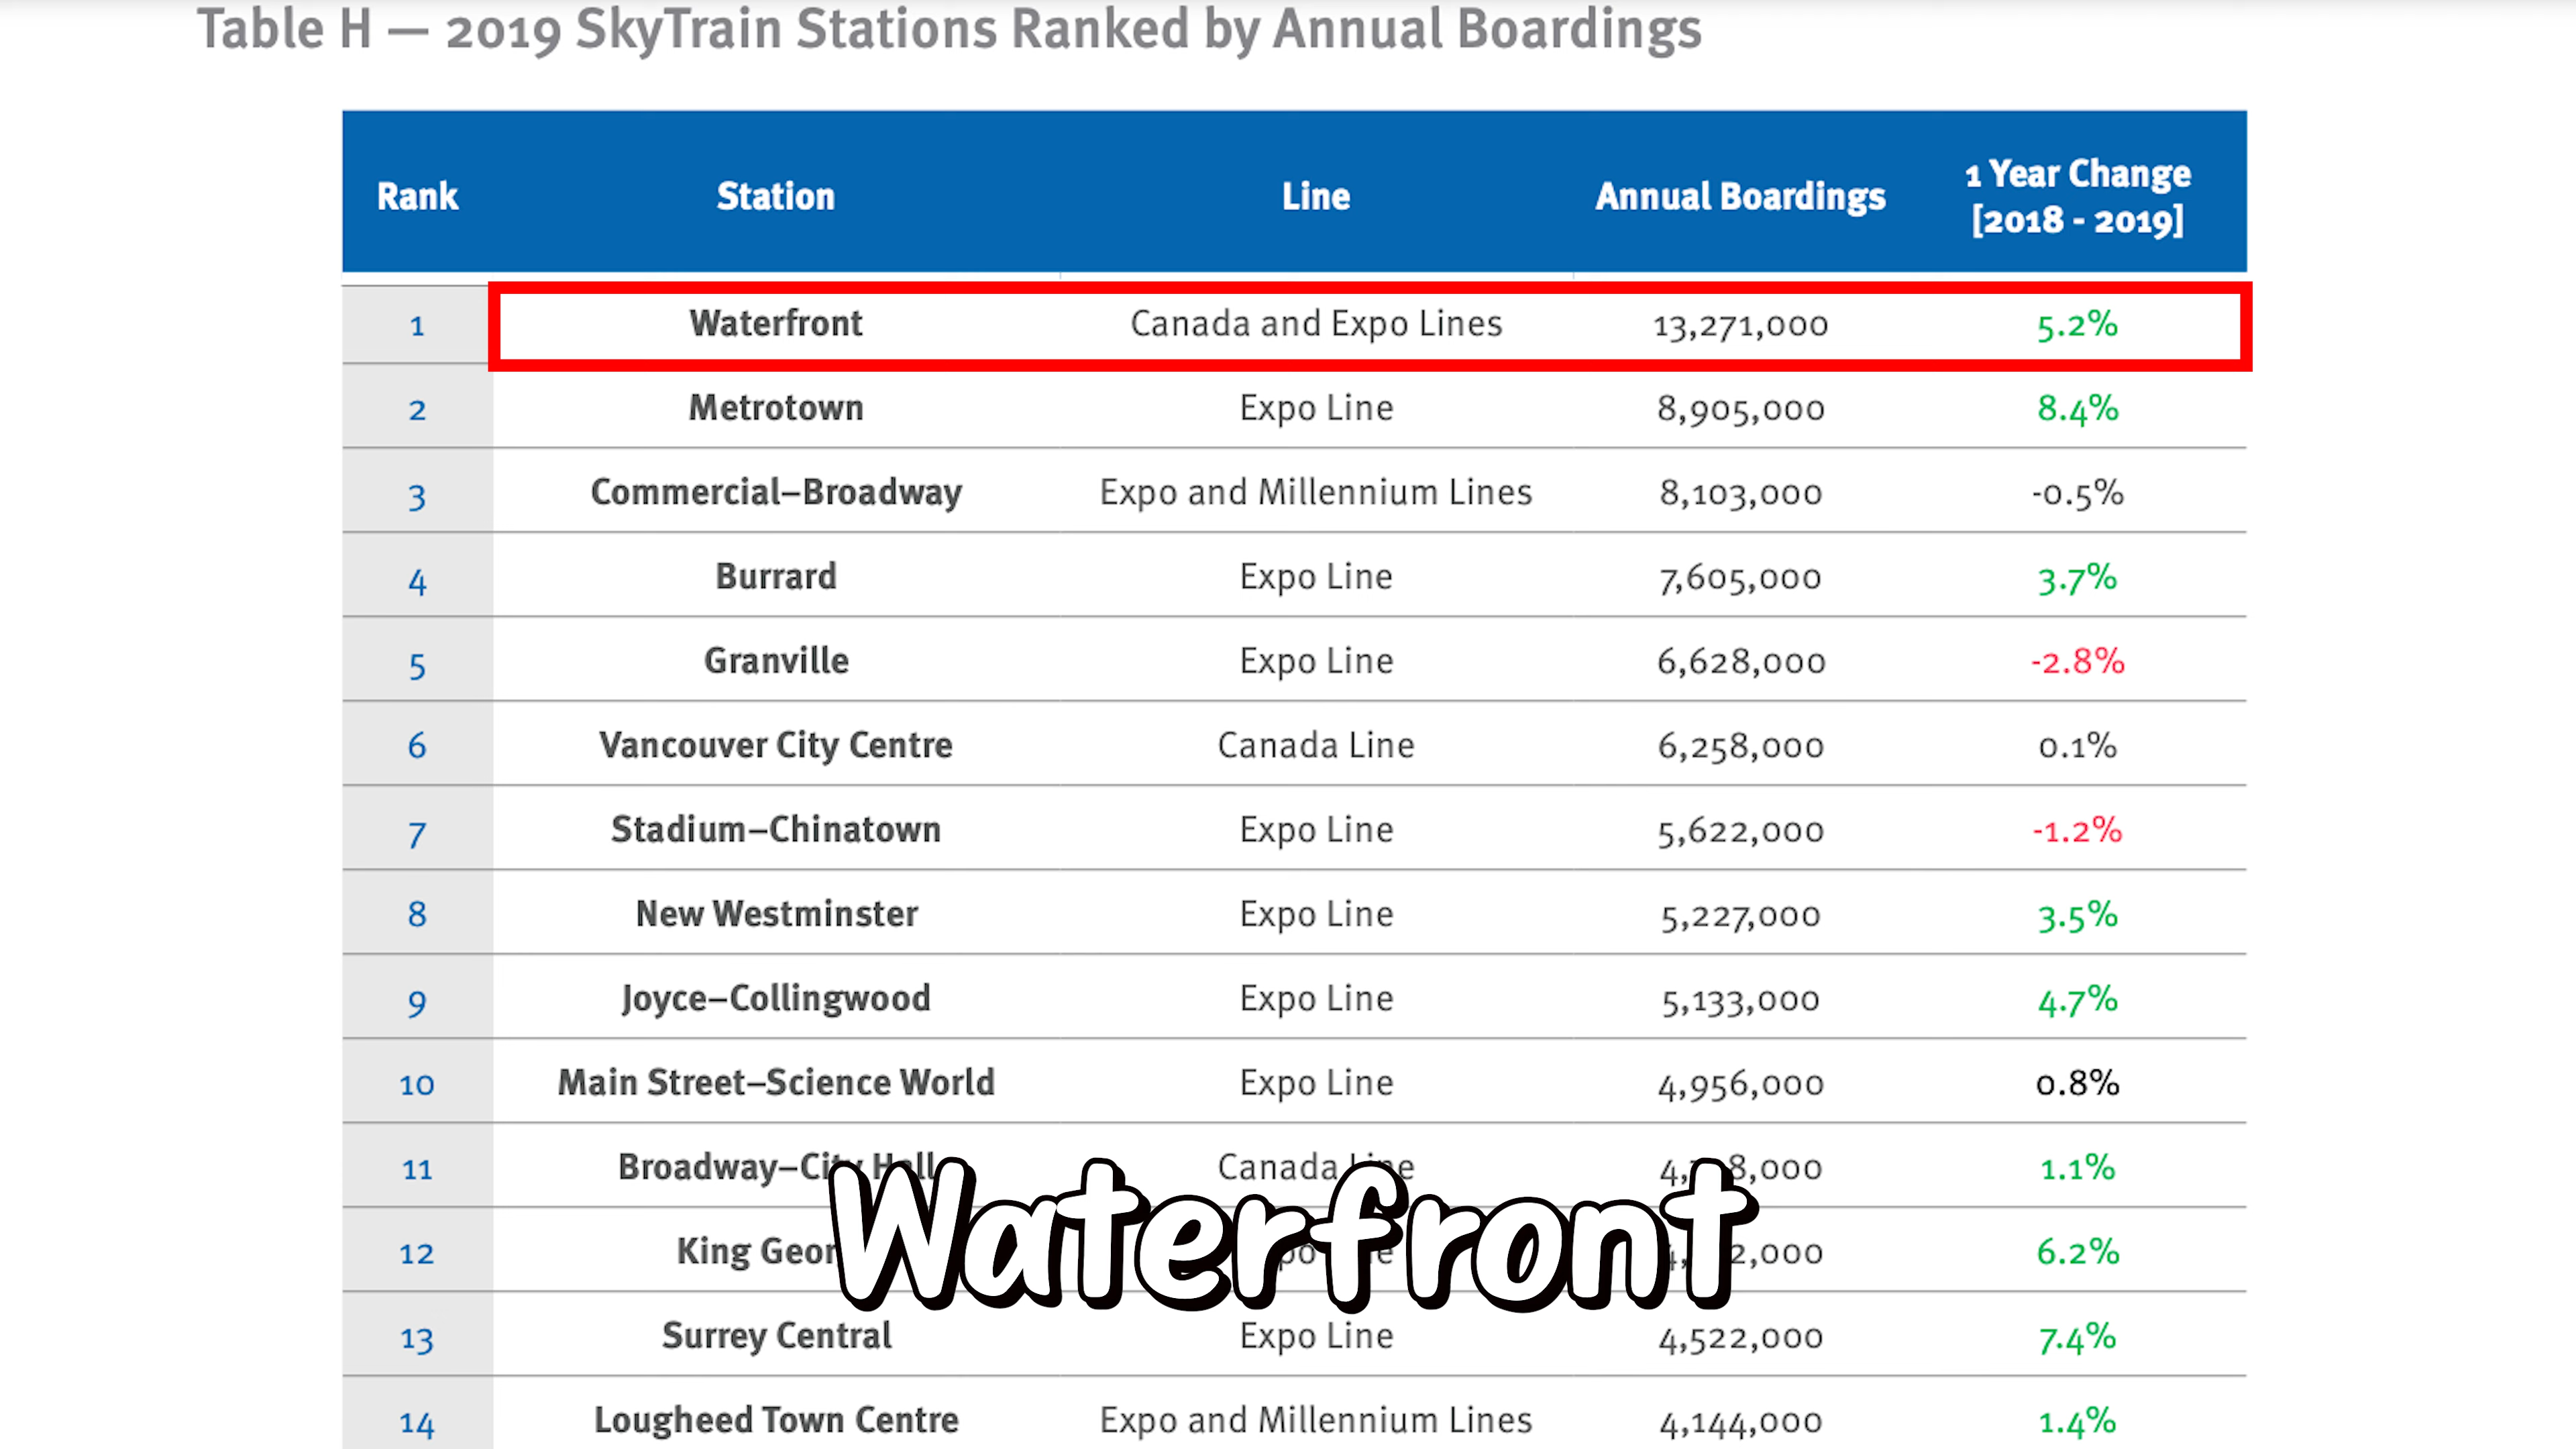 Table H — 2019 SkyTrain Stations Ranked by Annual Boardings
Rank Station Line Annual Boardings 1 Year Change [2018 - 2019]
1 Waterfront Canada and Expo Lines 13,271,000 5.2%
2 Metrotown Expo Line 8,905,000 8.4%
3 Commercial–Broadway Expo and Millennium Lines 8,103,000 -0.5%
4 Burrard Expo Line 7,605,000 3.7%
5 Granville Expo Line 6,628,000 -2.8%
6 Vancouver City Centre Canada Line 6,258,000 0.1%
7 Stadium–Chinatown Expo Line 5,622,000 -1.2%
8 New Westminster Expo Line 5,227,000 3.5%
9 Joyce–Collingwood Expo Line 5,133,000 4.7%
10 Main Street–Science World Expo Line 4,956,000 0.8%
11 Broadway–City Hall Canada Line 1.1%
12 King 6.2%
Waterfront
13 Surrey Central Expo Line 4,522,000 7.4%
14 Lougheed Town Centre Expo and Millennium Lines 4,144,000 1.4%